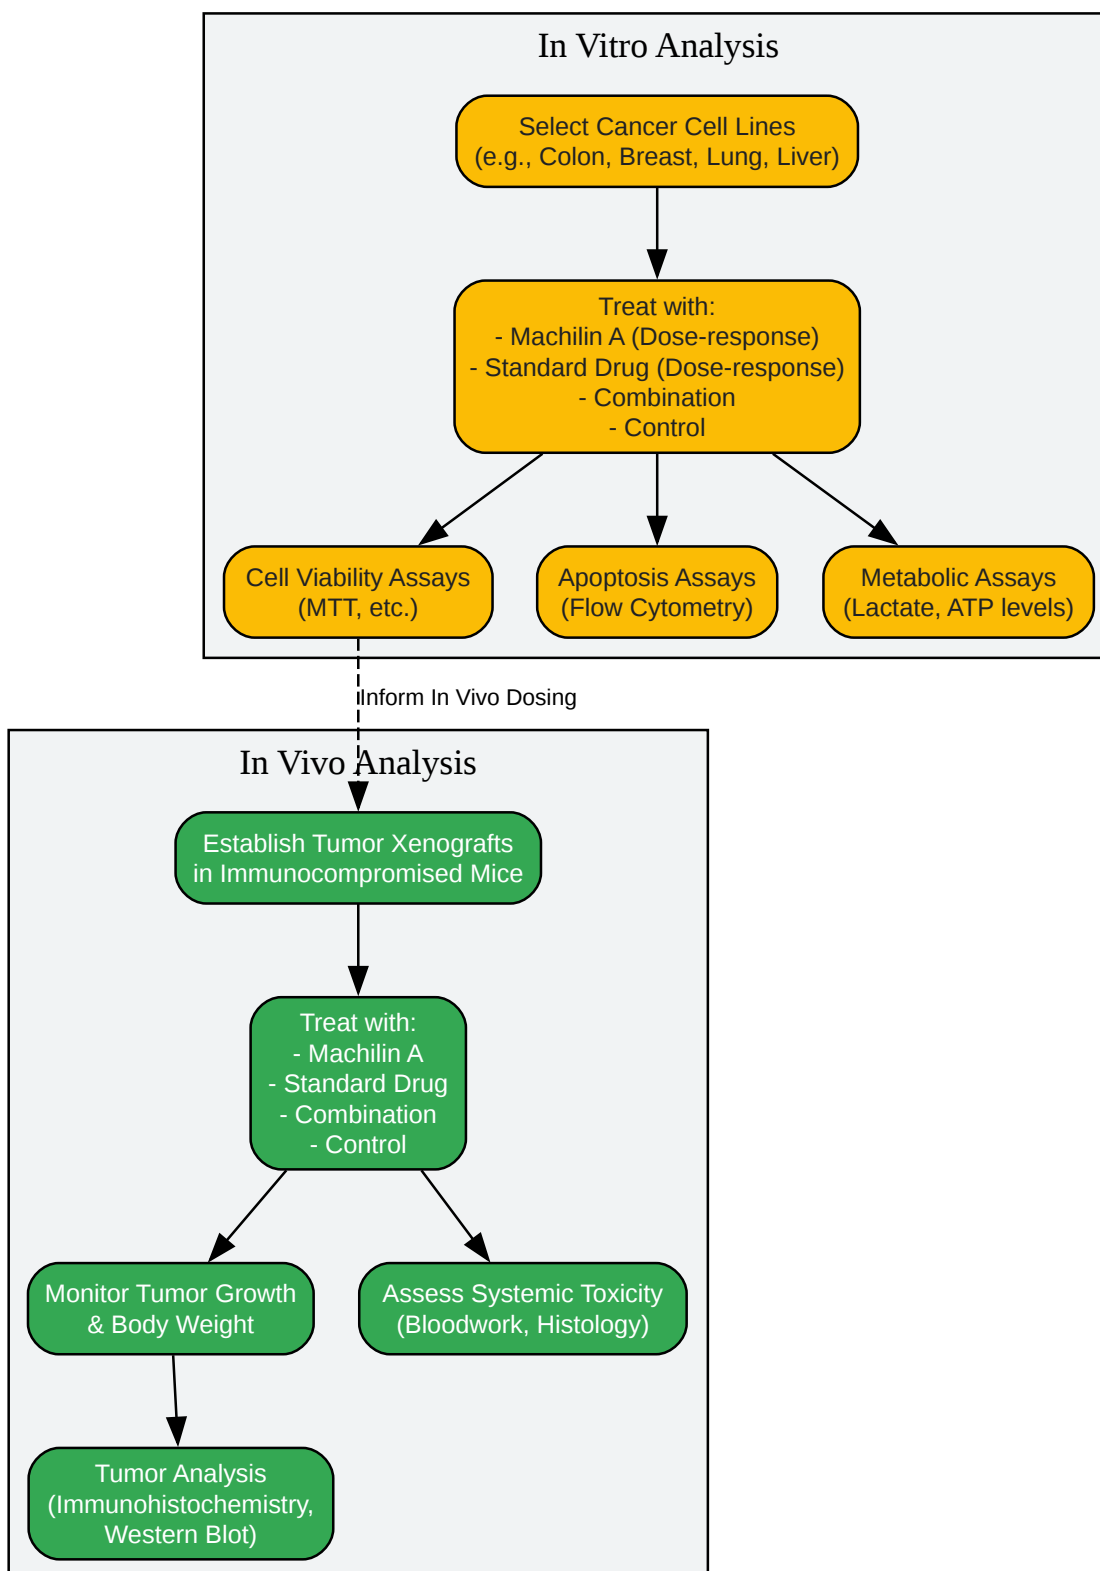 In Vitro Analysis
Select Cancer Cell Lines
(e.g., Colon, Breast, Lung, Liver)
Treat with:
- Machilin A (Dose-response)
- Standard Drug (Dose-response)
- Combination
- Control
Cell Viability Assays
(MTT, etc.)
Apoptosis Assays
(Flow Cytometry)
Metabolic Assays
(Lactate, ATP levels)
Inform In Vivo Dosing
In Vivo Analysis
Establish Tumor Xenografts
in Immunocompromised Mice
Treat with:
- Machilin A
- Standard Drug
- Combination
- Control
Monitor Tumor Growth
& Body Weight
Assess Systemic Toxicity
(Bloodwork, Histology)
Tumor Analysis
(Immunohistochemistry,
Western Blot)